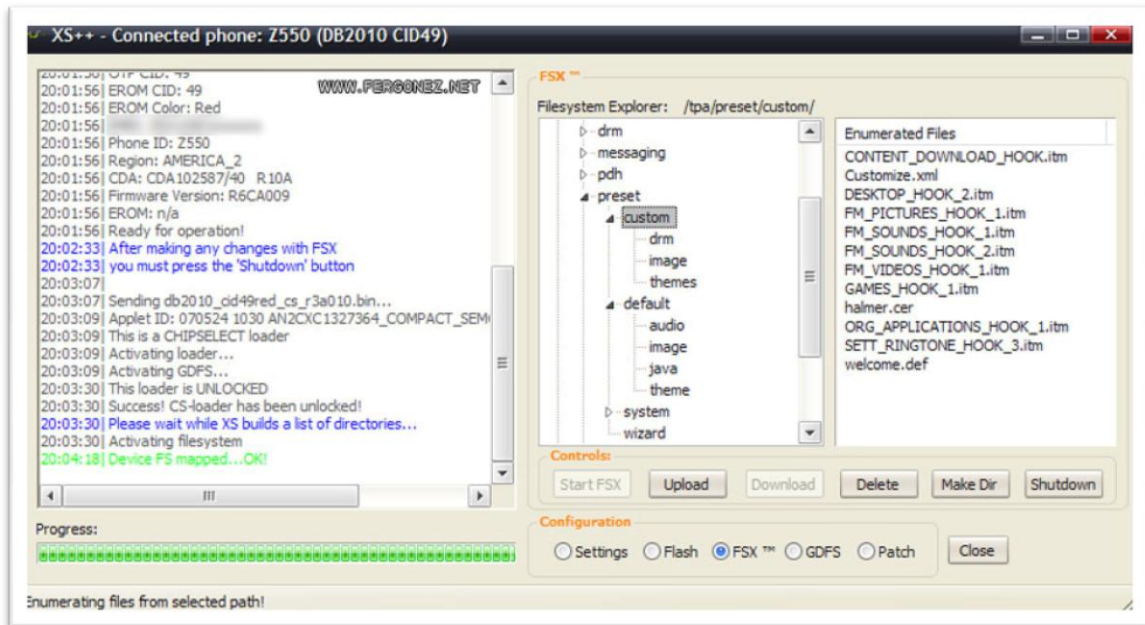 XS++ - Connected phone: Z550 (DB2010 CID49)
20:01:56| OTP CID: 49
20:01:56| EROM CID: 49
WWW.FERGONEZ.NET
20:01:56| EROM Color: Red
20:01:56|
20:01:56| Phone ID: Z550
20:01:56| Region: AMERICA_2
20:01:56| CDA: CDA102587/40 R10A
20:01:56| Firmware Version: R6CA009
20:01:56| EROM: n/a
20:01:56| Ready for operation!
20:02:33| After making any changes with FSX
20:02:33| you must press the 'Shutdown' button
20:03:07|
20:03:07| Sending db2010_cid49red_cs_r3a010.bin...
20:03:09| Applet ID: 070524 1030 AN2CXC1327364_COMPACT_SEM
20:03:09| This is a CHIPSELECT loader
20:03:09| Activating loader...
20:03:09| Activating GDFS...
20:03:30| This loader is UNLOCKED
20:03:30| Success! CS-loader has been unlocked!
20:03:30| Please wait while XS builds a list of directories...
20:03:30| Activating filesystem
20:04:18| Device FS mapped...OK!
Progress:
FSX ™
Filesystem Explorer: /tpa/preset/custom/
drm
messaging
pdh
preset
custom
drm
image
themes
default
audio
image
java
theme
system
wizard
Enumerated Files
CONTENT_DOWNLOAD_HOOK.itm
Customize.xml
DESKTOP_HOOK_2.itm
FM_PICTURES_HOOK_1.itm
FM_SOUNDS_HOOK_1.itm
FM_SOUNDS_HOOK_2.itm
FM_VIDEOS_HOOK_1.itm
GAMES_HOOK_1.itm
halmer.cer
ORG_APPLICATIONS_HOOK_1.itm
SETT_RINGTONE_HOOK_3.itm
welcome.def
Controls:
Start FSX Upload Download Delete Make Dir Shutdown
Configuration
Settings Flash FSX ™ GDFS Patch Close
Enumerating files from selected path!